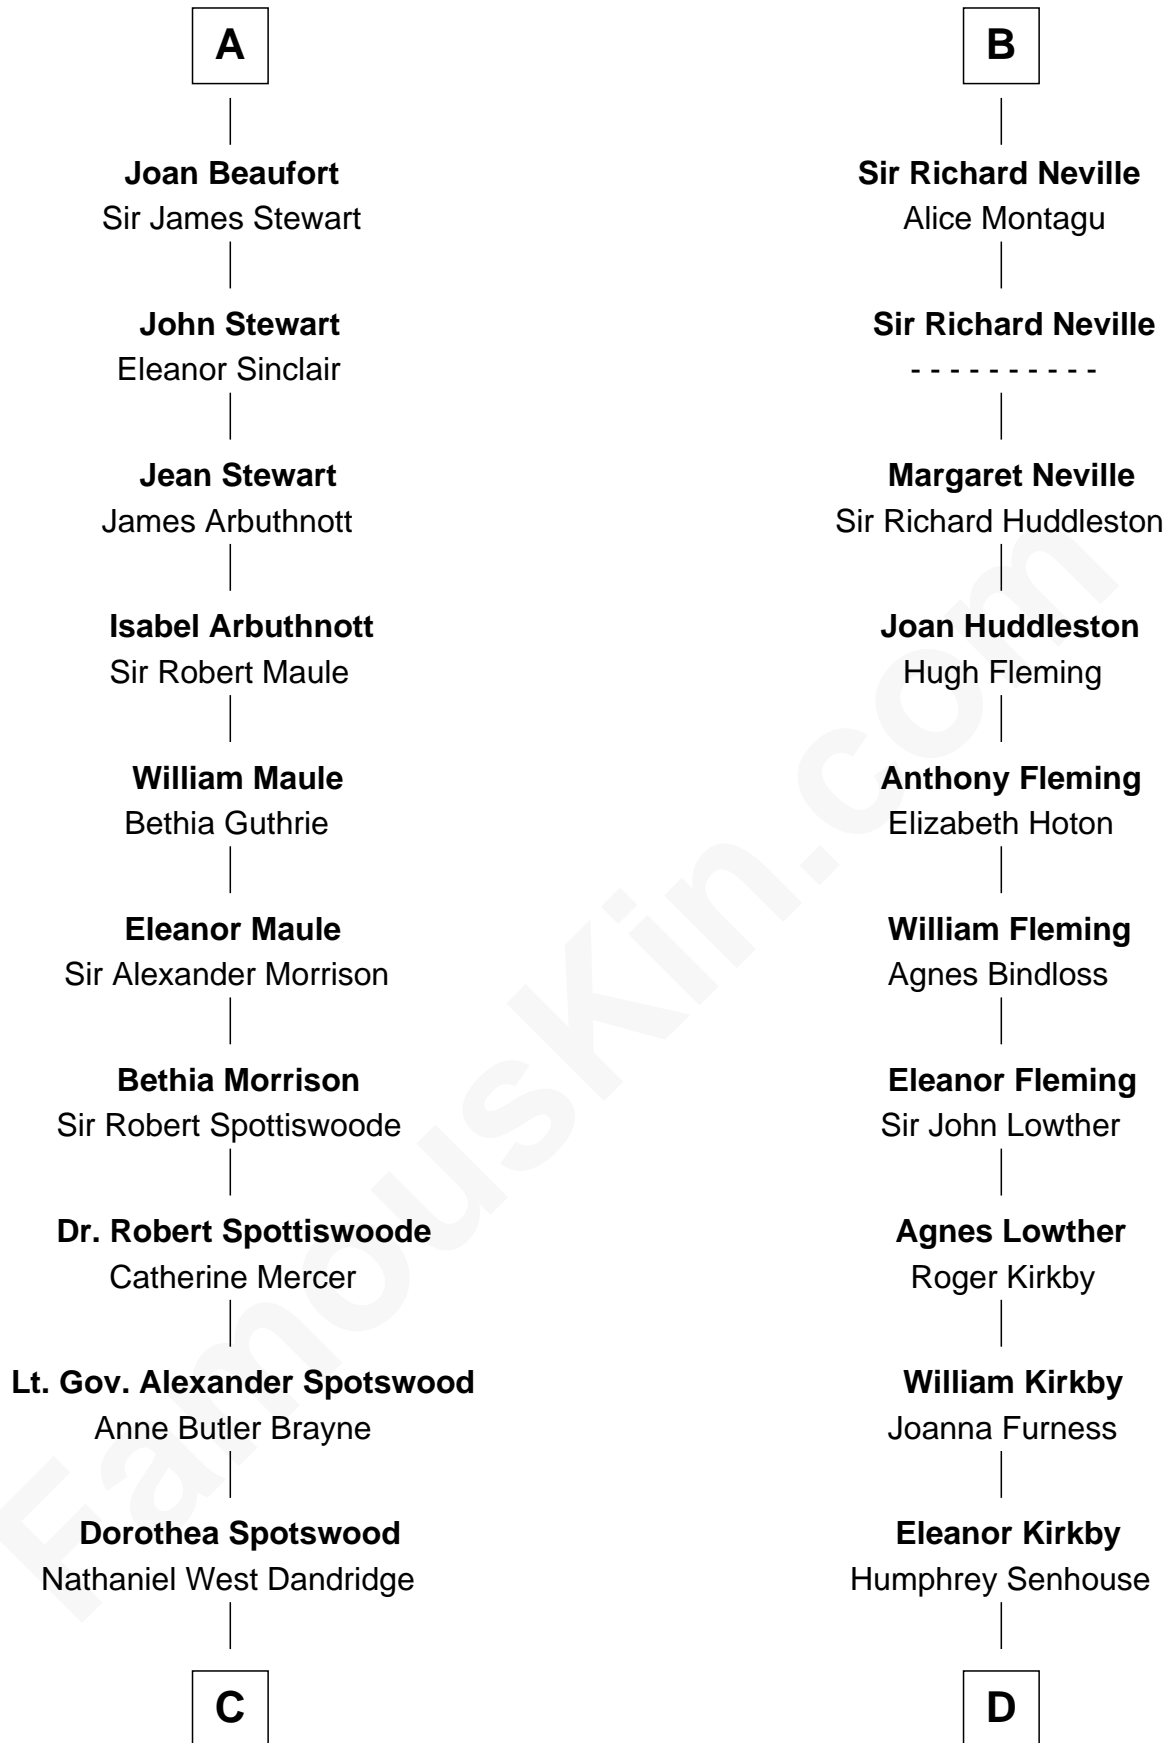 A
Joan Beaufort
Sir James Stewart
John Stewart
Eleanor Sinclair
Jean Stewart
James Arbuthnott
Isabel Arbuthnott
Sir Robert Maule
William Maule
Bethia Guthrie
Eleanor Maule
Sir Alexander Morrison
Bethia Morrison
Sir Robert Spottiswoode
Dr. Robert Spottiswoode
Catherine Mercer
Lt. Gov. Alexander Spotswood
Anne Butler Brayne
Dorothea Spotswood
Nathaniel West Dandridge
C
B
Sir Richard Neville
Alice Montagu
Sir Richard Neville
- - - - - - - - - -
Margaret Neville
Sir Richard Huddleston
Joan Huddleston
Hugh Fleming
Anthony Fleming
Elizabeth Hoton
William Fleming
Agnes Bindloss
Eleanor Fleming
Sir John Lowther
Agnes Lowther
Roger Kirkby
William Kirkby
Joanna Furness
Eleanor Kirkby
Humphrey Senhouse
D
FamousKin.com